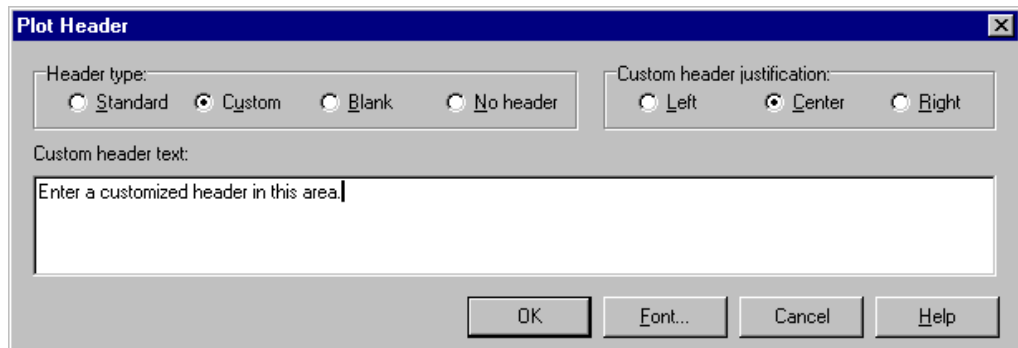 Plot Header
Header type:
Standard Custom Blank No header
Custom header justification:
Left Center Right
Custom header text:
Enter a customized header in this area.
OK Font... Cancel Help